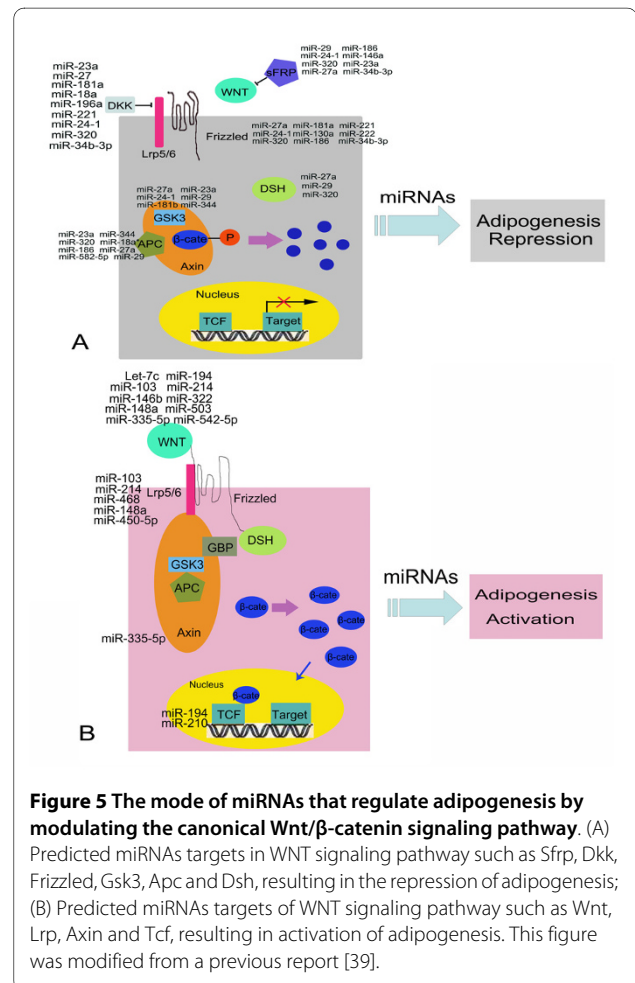 miR-29 miR-186
miR-24-1 miR-146a
miR-320 miR-23a
miR-27a miR-34b-3p
sFRP
WNT
miR-23a
miR-27
miR-181a
miR-18a
miR-196a
miR-221
miR-24-1
miR-320
miR-34b-3p
DKK
Lrp5/6
Frizzled
miR-27a miR-181a miR-221
miR-24-1 miR-130a miR-222
miR-320 miR-186 miR-34b-3p
DSH
miR-27a
miR-29
miR-320
miR-27a miR-23a
miR-24-1 miR-29
miR-181b miR-344
GSK3
miR-23a miR-344
miR-320 miR-18a
miR-186 miR-27a
miR-582-5p miR-29
APC
β-cate
P
Axin
Nucleus
TCF
Target
A
miRNAs
Adipogenesis
Repression
Let-7c miR-194
miR-103 miR-214
miR-146b miR-322
miR-148a miR-503
miR-335-5p miR-542-5p
WNT
miR-103
miR-214
miR-468
miR-148a
miR-450-5p
Lrp5/6
Frizzled
GBP
DSH
GSK3
APC
Axin
miR-335-5p
β-cate
β-cate
β-cate
β-cate
β-cate
Nucleus
β-cate
miR-194
miR-210
TCF
Target
B
miRNAs
Adipogenesis
Activation
Figure 5 The mode of miRNAs that regulate adipogenesis by
modulating the canonical Wnt/β-catenin signaling pathway. (A)
Predicted miRNAs targets in WNT signaling pathway such as Sfrp, Dkk,
Frizzled, Gsk3, Apc and Dsh, resulting in the repression of adipogenesis;
(B) Predicted miRNAs targets of WNT signaling pathway such as Wnt,
Lrp, Axin and Tcf, resulting in activation of adipogenesis. This figure
was modified from a previous report [39].